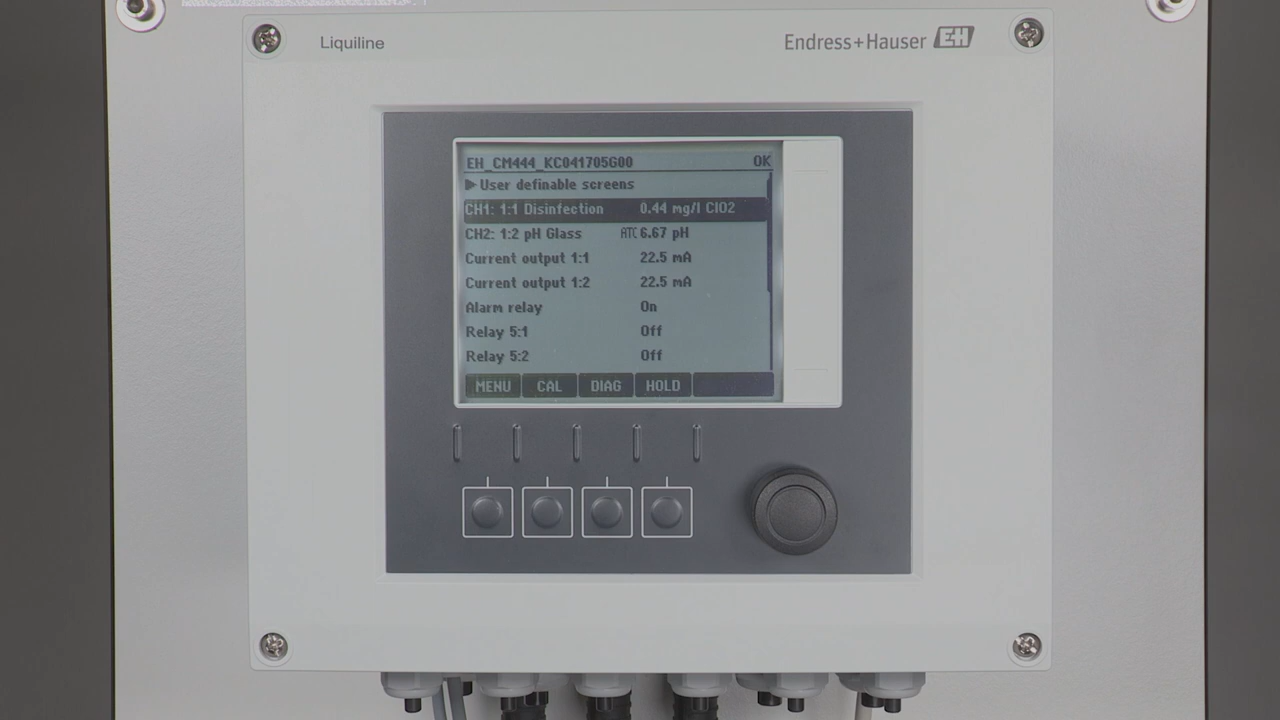 Liquiline
Endress+Hauser EH
EH_CM444_KC041705G00 OK
User definable screens
CH1: 1:1 Disinfection 0.44 mg/l ClO2
CH2: 1:2 pH Glass ATC 6.67 pH
Current output 1:1 22.5 mA
Current output 1:2 22.5 mA
Alarm relay On
Relay 5:1 Off
Relay 5:2 Off
MENU CAL DIAG HOLD